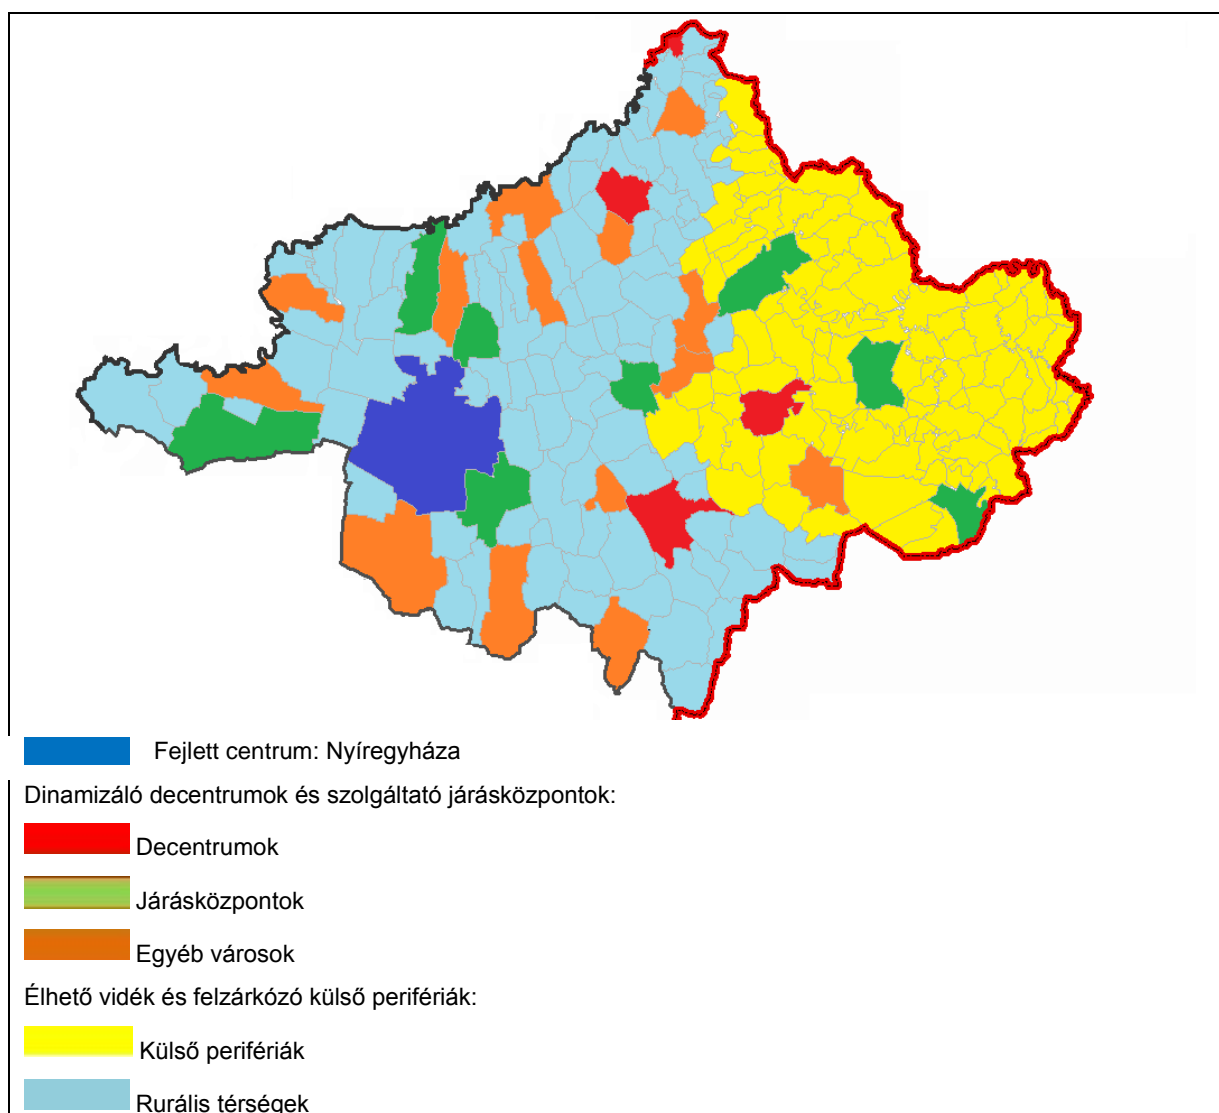 Fejlett centrum: Nyíregyháza
Dinamizáló decentrumok és szolgáltató járásközpontok:
Decentrumok
Járásközpontok
Egyéb városok
Élhető vidék és felzárkózó külső perifériák:
Külső perifériák
Rurális térségek